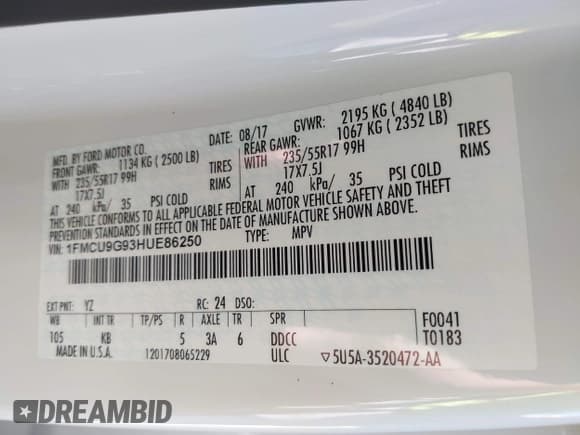 MFD. BY FORD MOTOR CO.
DATE: 08/17 GVWR: 2195 KG ( 4840 LB)
FRONT GAWR: 1134 KG ( 2500 LB)
REAR GAWR: 1067 KG ( 2352 LB)
WITH 235/55R17 99H TIRES
WITH 235/55R17 99H TIRES
17X7.5J RIMS
17X7.5J RIMS
AT 240 kPa/ 35 PSI COLD
AT 240 kPa/ 35 PSI COLD
THIS VEHICLE CONFORMS TO ALL APPLICABLE FEDERAL MOTOR VEHICLE SAFETY AND THEFT
PREVENTION STANDARDS IN EFFECT ON THE DATE OF MANUFACTURE SHOWN ABOVE.
VIN: 1FMCU9G93HUE86250 TYPE: MPV
EXT PNT: YZ RC: 24 DSO:
WB INT TR TP/PS R AXLE TR SPR F0041
105 KB 5 3A 6 DDCC T0183
MADE IN U.S.A. 1201708065229 ULC ▽5U5A-3520472-AA
DREAMBID